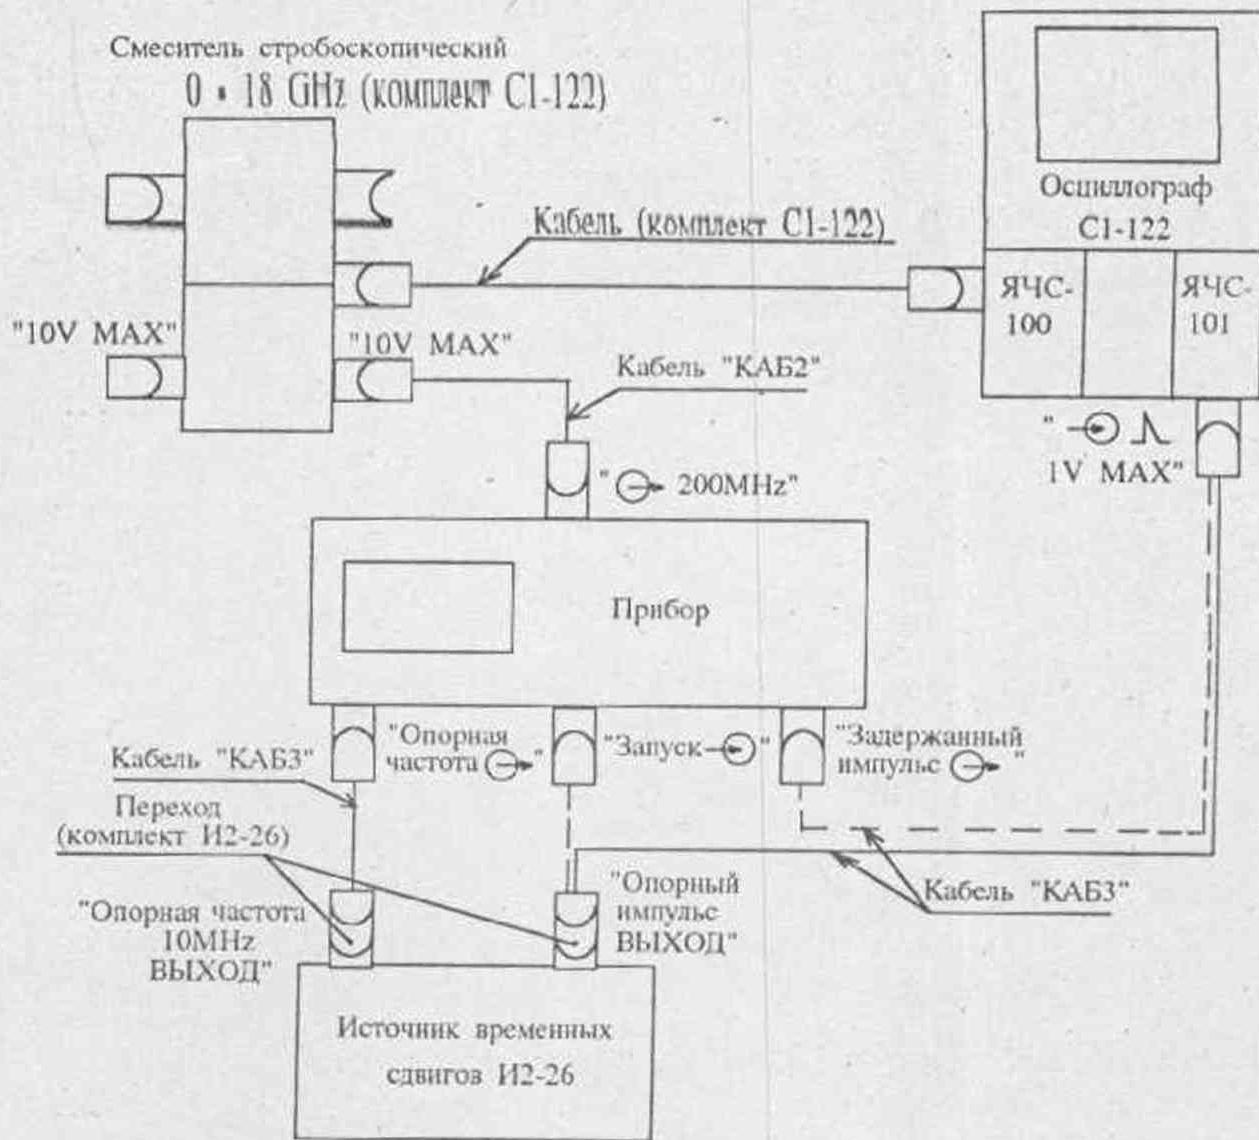 Смеситель стробоскопический
0 • 18 GHz (комплект С1-122)
Осциллограф
С1-122
Кабель (комплект С1-122)
ЯЧС-
100
ЯЧС-
101
"10V MAX"
"10V MAX"
Кабель "КАБ2"
"
1V MAX"
" 200MHz"
Прибор
"Опорная
частота "
"Запуск "
"Задержанный
импульс "
Кабель "КАБ3"
Переход
(комплект И2-26)
"Опорная частота
10MHz
ВЫХОД"
"Опорный
импульс
ВЫХОД"
Кабель "КАБ3"
Источник временных
сдвигов И2-26